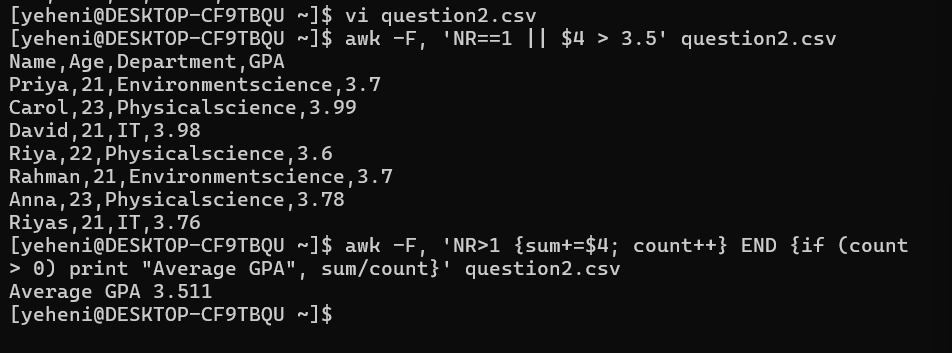 [yeheni@DESKTOP-CF9TBQU ~]$ vi question2.csv
[yeheni@DESKTOP-CF9TBQU ~]$ awk -F, 'NR==1 || $4 > 3.5' question2.csv
Name,Age,Department,GPA
Priya,21,Environmentscience,3.7
Carol,23,Physicalscience,3.99
David,21,IT,3.98
Riya,22,Physicalscience,3.6
Rahman,21,Environmentscience,3.7
Anna,23,Physicalscience,3.78
Riyas,21,IT,3.76
[yeheni@DESKTOP-CF9TBQU ~]$ awk -F, 'NR>1 {sum+=$4; count++} END {if (count
> 0) print "Average GPA", sum/count}' question2.csv
Average GPA 3.511
[yeheni@DESKTOP-CF9TBQU ~]$